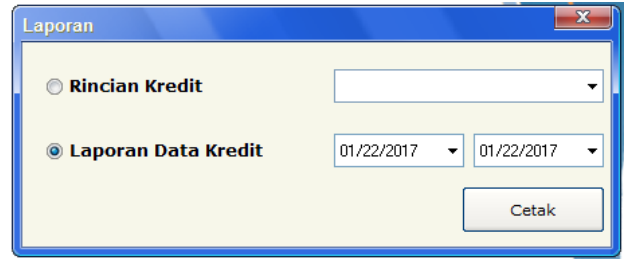 Laporan
Rincian Kredit
Laporan Data Kredit 01/22/2017 01/22/2017
Cetak